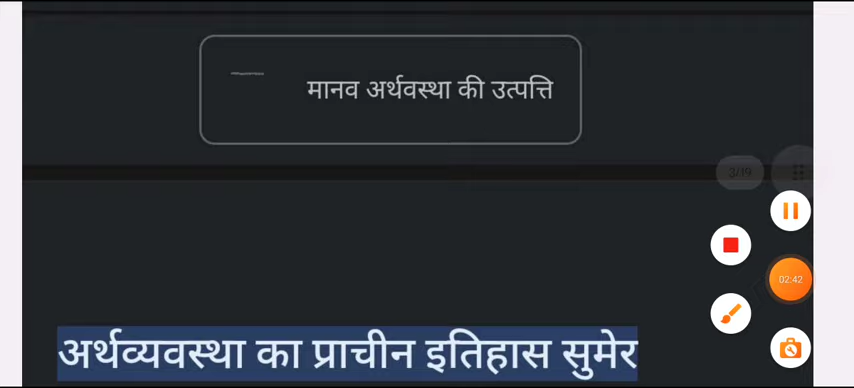 मानव अर्थवस्था की उत्पत्ति
3/19
02:42
अर्थव्यवस्था का प्राचीन इतिहास सुमेर